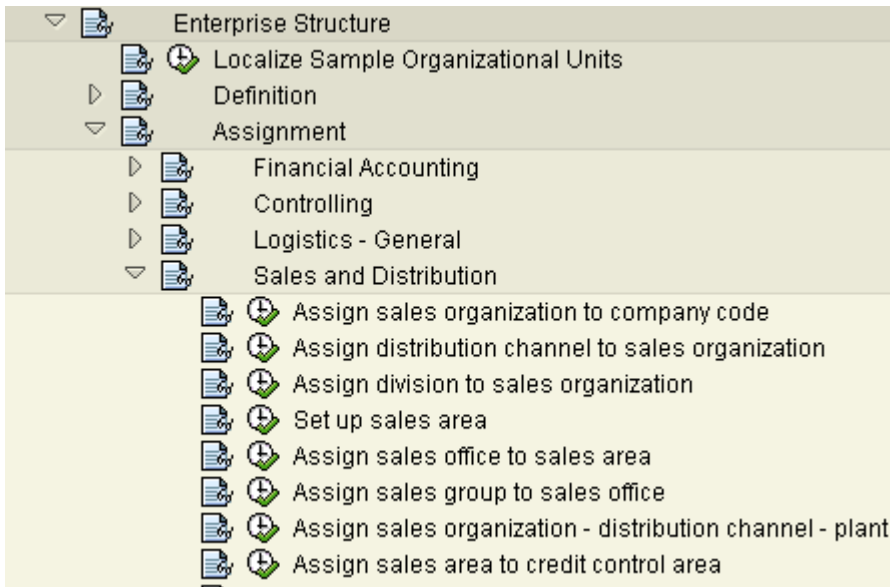 Enterprise Structure
Localize Sample Organizational Units
Definition
Assignment
Financial Accounting
Controlling
Logistics - General
Sales and Distribution
Assign sales organization to company code
Assign distribution channel to sales organization
Assign division to sales organization
Set up sales area
Assign sales office to sales area
Assign sales group to sales office
Assign sales organization - distribution channel - plant
Assign sales area to credit control area